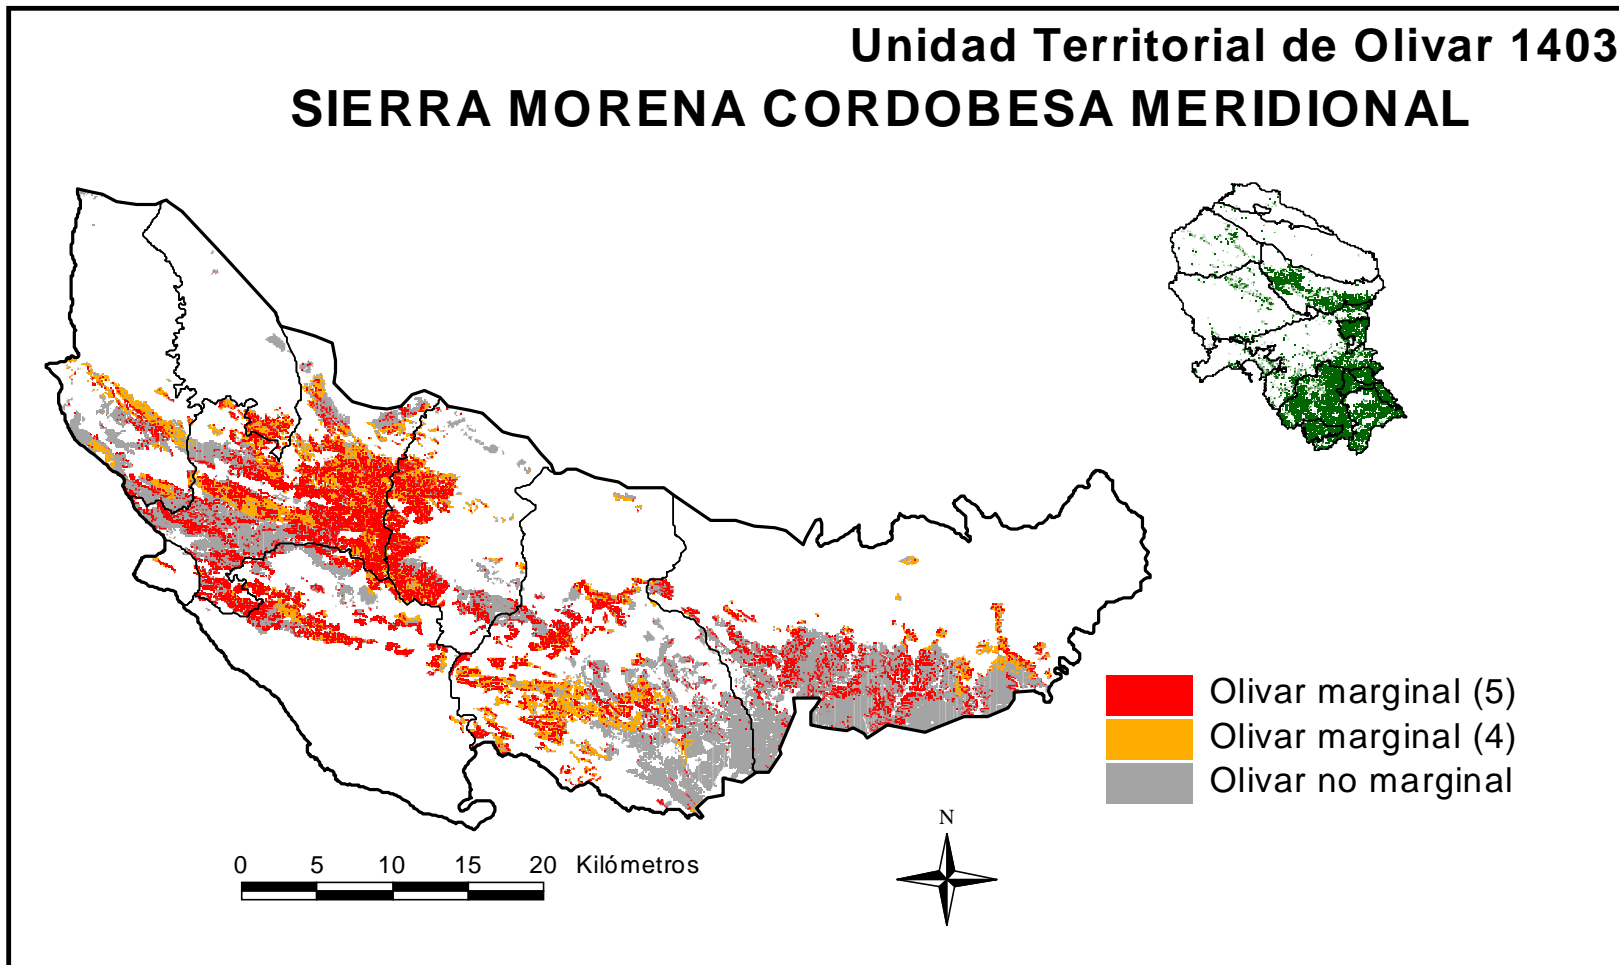 Unidad Territorial de Olivar 1403
SIERRA MORENA CORDOBESA MERIDIONAL
Olivar marginal (5)
Olivar marginal (4)
Olivar no marginal
N
0 5 10 15 20 Kilómetros